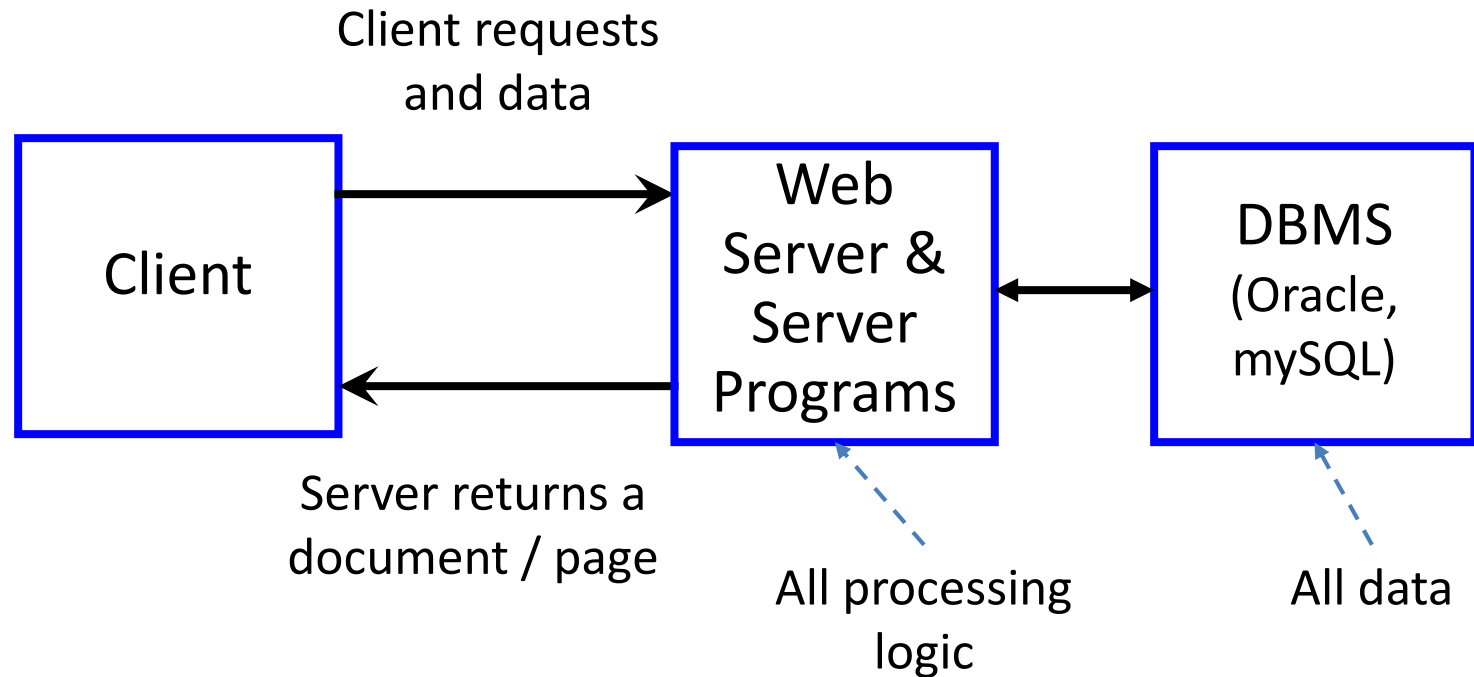 Client requests
and data
Client
Web
Server &
Server
Programs
DBMS
(Oracle,
mySQL)
Server returns a
document / page
All processing
logic
All data